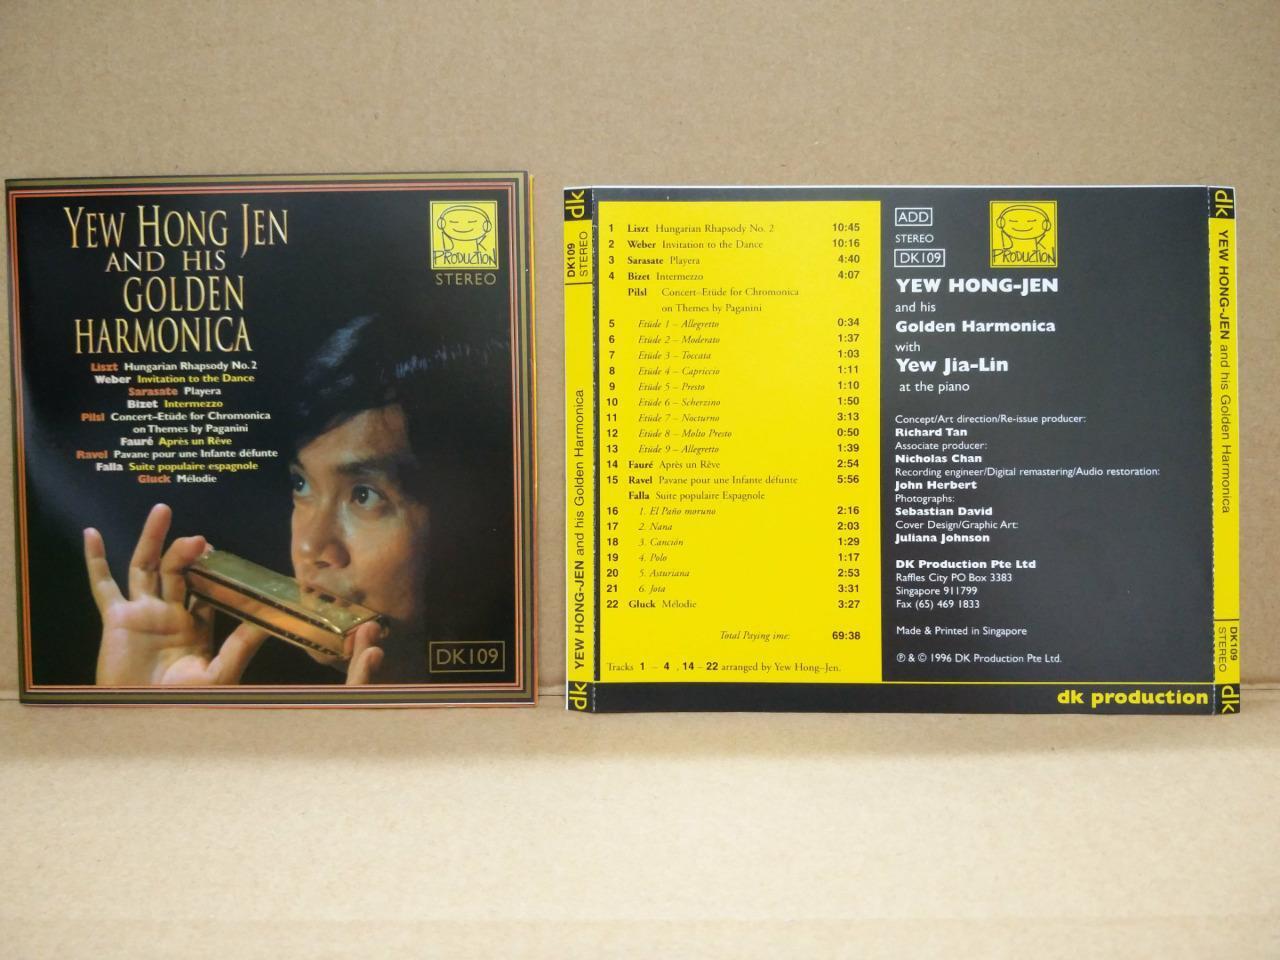 YEW HONG JEN
AND HIS
GOLDEN
HARMONICA
PRODUCTION
STEREO
Liszt Hungarian Rhapsody No. 2
Weber Invitation to the Dance
Sarasate Playera
Bizet Intermezzo
Pilsl Concert–Etüde for Chromonica
on Themes by Paganini
Fauré Après un Rêve
Ravel Pavane pour une Infante défunte
Falla Suite populaire espagnole
Gluck Mélodie
DK109
dk
DK109
STEREO
YEW HONG-JEN and his Golden Harmonica
dk
1 Liszt Hungarian Rhapsody No. 2 10:45
2 Weber Invitation to the Dance 10:16
3 Sarasate Playera 4:40
4 Bizet Intermezzo 4:07
Pilsl Concert–Etüde for Chromonica
on Themes by Paganini
5 Etüde 1 – Allegretto 0:34
6 Etüde 2 – Moderato 1:37
7 Etüde 3 – Toccata 1:03
8 Etüde 4 – Capriccio 1:11
9 Etüde 5 – Presto 1:10
10 Etüde 6 – Scherzino 1:50
11 Etüde 7 – Nocturno 3:13
12 Etüde 8 – Molto Presto 0:50
13 Etüde 9 – Allegretto 1:39
14 Fauré Après un Rêve 2:54
15 Ravel Pavane pour une Infante défunte 5:56
Falla Suite populaire Espagnole
16 1. El Paño moruno 2:16
17 2. Nana 2:03
18 3. Canción 1:29
19 4. Polo 1:17
20 5. Asturiana 2:53
21 6. Jota 3:31
22 Gluck Mélodie 3:27
Total Paying ime: 69:38
Tracks 1 – 4 , 14 – 22 arranged by Yew Hong–Jen.
ADD
STEREO
DK109
PRODUCTION
YEW HONG-JEN
and his
Golden Harmonica
with
Yew Jia-Lin
at the piano
Concept/Art direction/Re-issue producer:
Richard Tan
Associate producer:
Nicholas Chan
Recording engineer/Digital remastering/Audio restoration:
John Herbert
Photographs:
Sebastian David
Cover Design/Graphic Art:
Juliana Johnson
DK Production Pte Ltd
Raffles City PO Box 3383
Singapore 911799
Fax (65) 469 1833
Made & Printed in Singapore
℗ & © 1996 DK Production Pte Ltd.
dk production
dk
YEW HONG-JEN and his Golden Harmonica
DK109
STEREO
dk